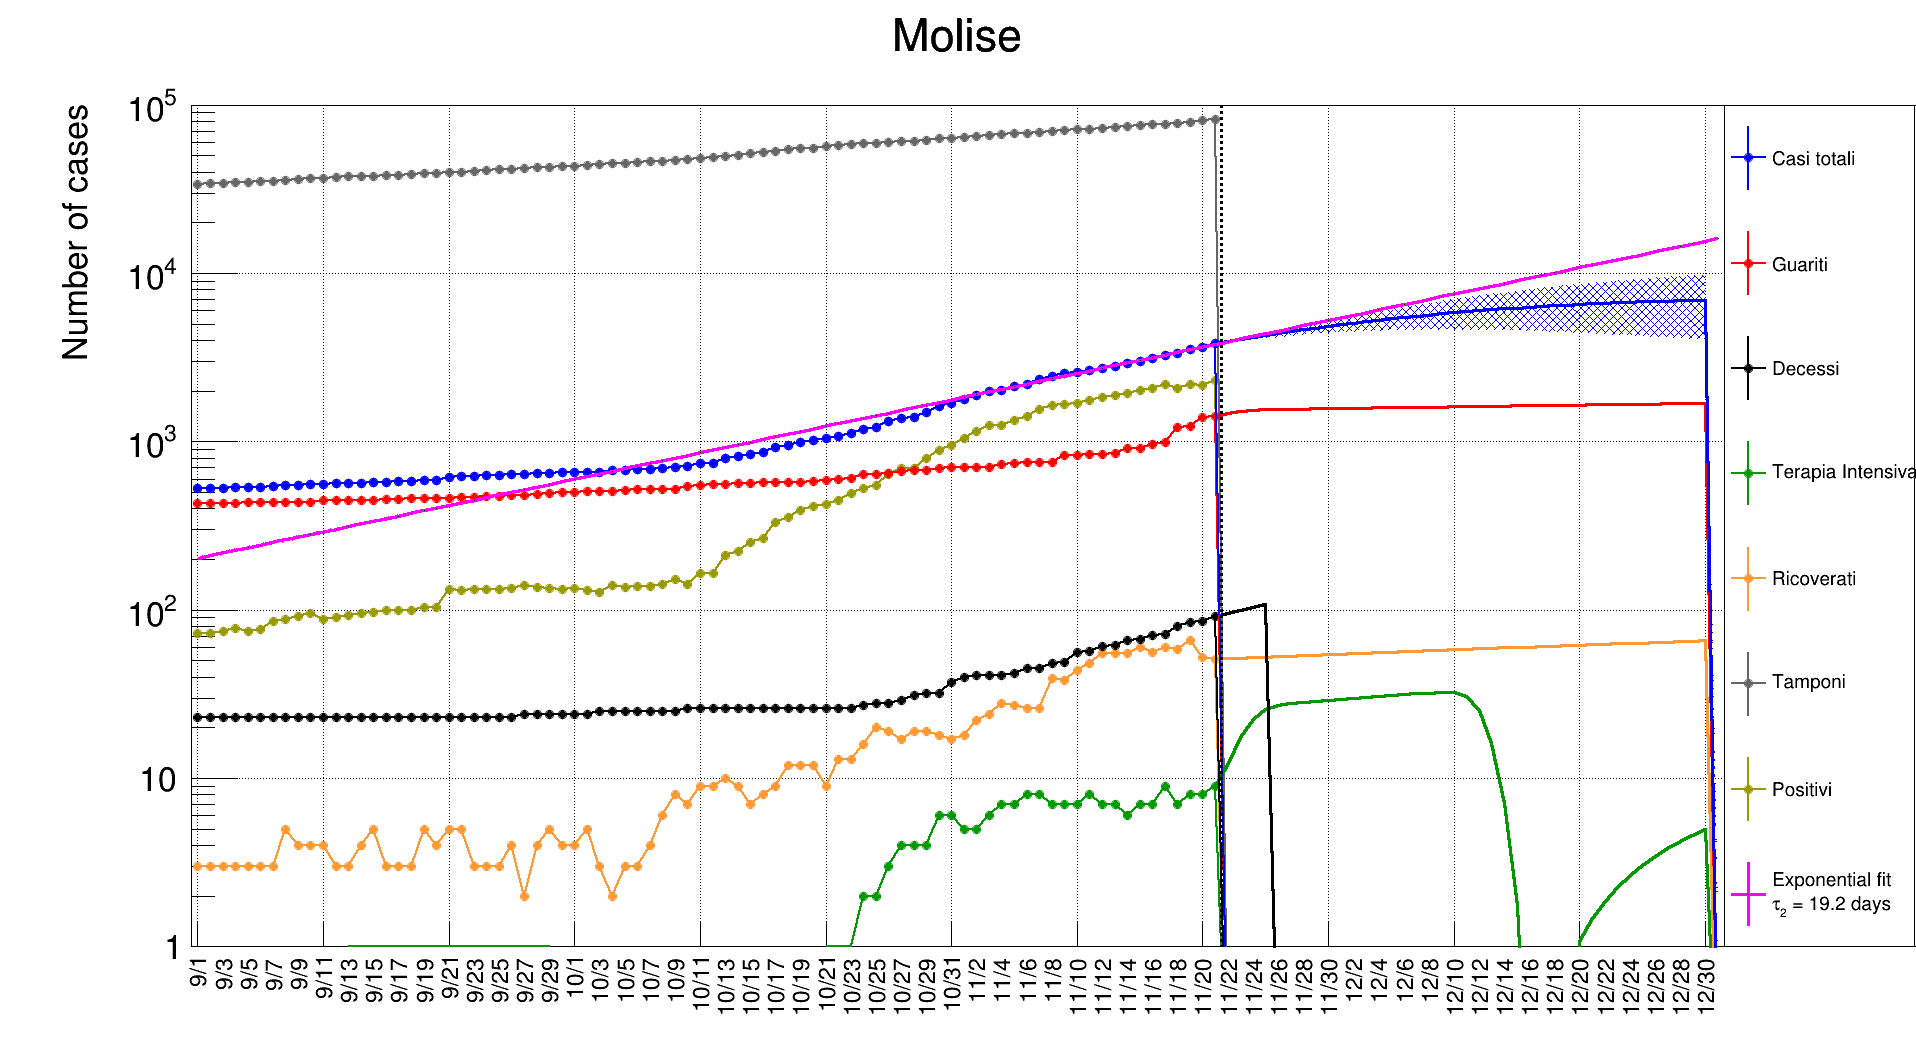 Molise
Number of cases
10^5
10^4
10^3
10^2
10
1
9/1 9/3 9/5 9/7 9/9 9/11 9/13 9/15 9/17 9/19 9/21 9/23 9/25 9/27 9/29 10/1 10/3 10/5 10/7 10/9 10/11 10/13 10/15 10/17 10/19 10/21 10/23 10/25 10/27 10/29 10/31 11/2 11/4 11/6 11/8 11/10 11/12 11/14 11/16 11/18 11/20 11/22 11/24 11/26 11/28 11/30 12/2 12/4 12/6 12/8 12/10 12/12 12/14 12/16 12/18 12/20 12/22 12/24 12/26 12/28 12/30
Casi totali
Guariti
Decessi
Terapia Intensiva
Ricoverati
Tamponi
Positivi
Exponential fit
τ₂ = 19.2 days